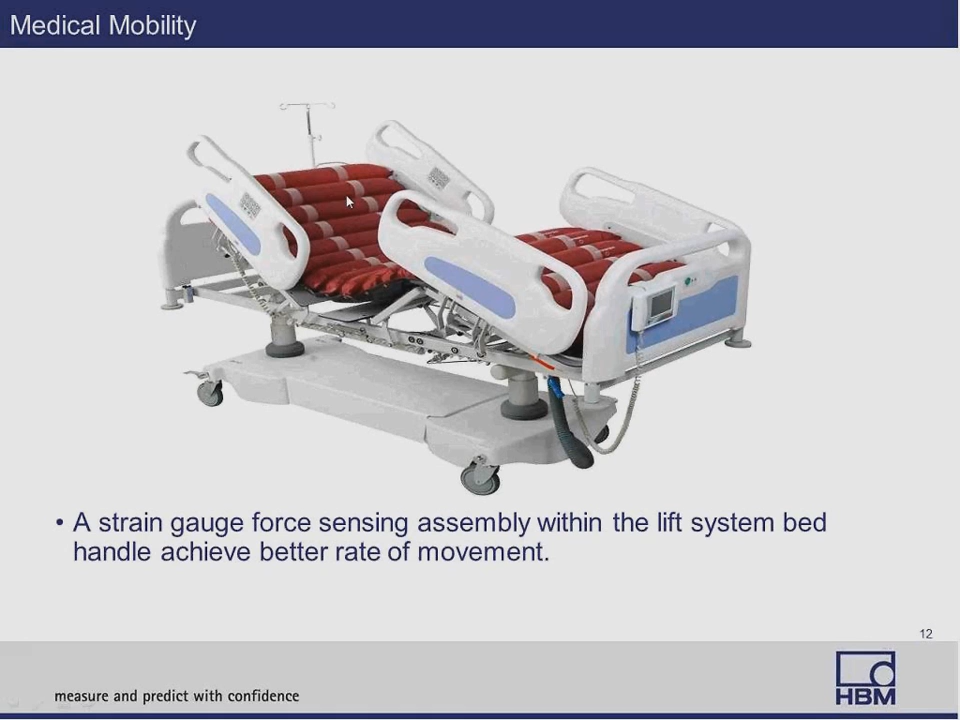 Medical Mobility
• A strain gauge force sensing assembly within the lift system bed
handle achieve better rate of movement.
12
measure and predict with confidence
HBM